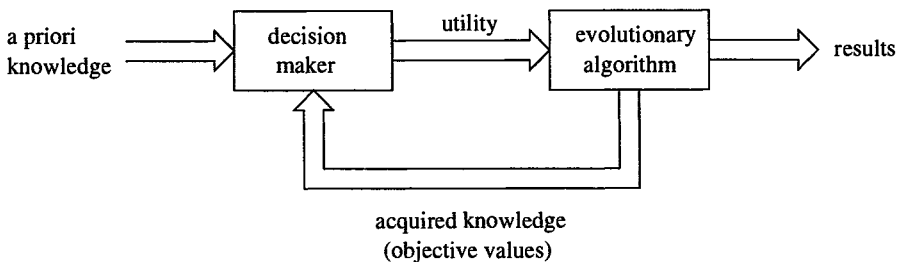 a priori
knowledge
decision
maker
utility
evolutionary
algorithm
results
acquired knowledge
(objective values)